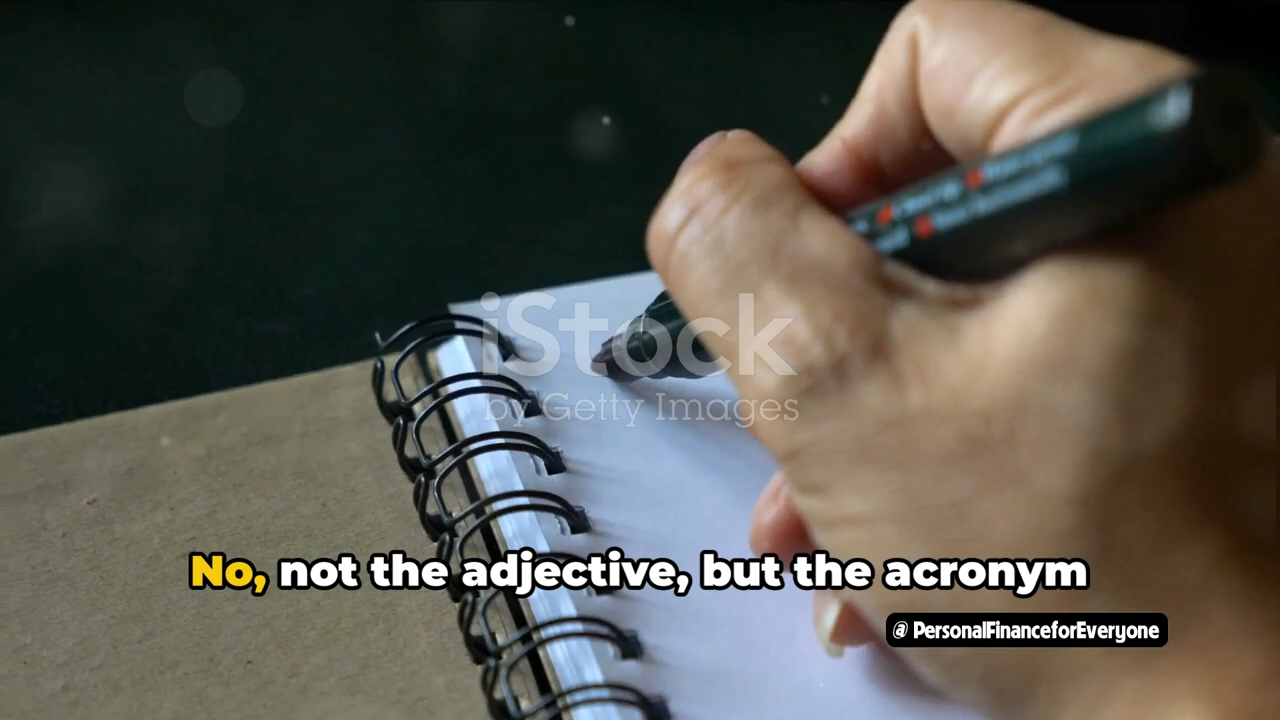 iStock
by Getty Images
No, not the adjective, but the acronym
@ PersonalFinanceforEveryone